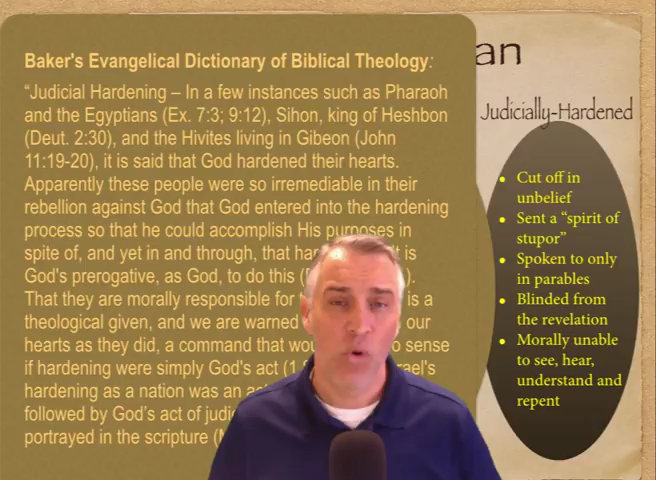 Baker's Evangelical Dictionary of Biblical Theology:
“Judicial Hardening – In a few instances such as Pharaoh
and the Egyptians (Ex. 7:3; 9:12), Sihon, king of Heshbon
(Deut. 2:30), and the Hivites living in Gibeon (John
11:19-20), it is said that God hardened their hearts.
Apparently these people were so irremediable in their
rebellion against God that God entered into the hardening
process so that he could accomplish His purposes in
spite of, and yet in and through, that is
God's prerogative, as God, to do this
That they are morally responsible for is a
theological given, and we are warned our
hearts as they did, a command that sense
if hardening were simply God's act (1
hardening as a nation was an
followed by God's act of
portrayed in the scripture
an
Judicially-Hardened
• Cut off in
unbelief
• Sent a “spirit of
stupor”
• Spoken to only
in parables
• Blinded from
the revelation
• Morally unable
to see, hear,
understand and
repent